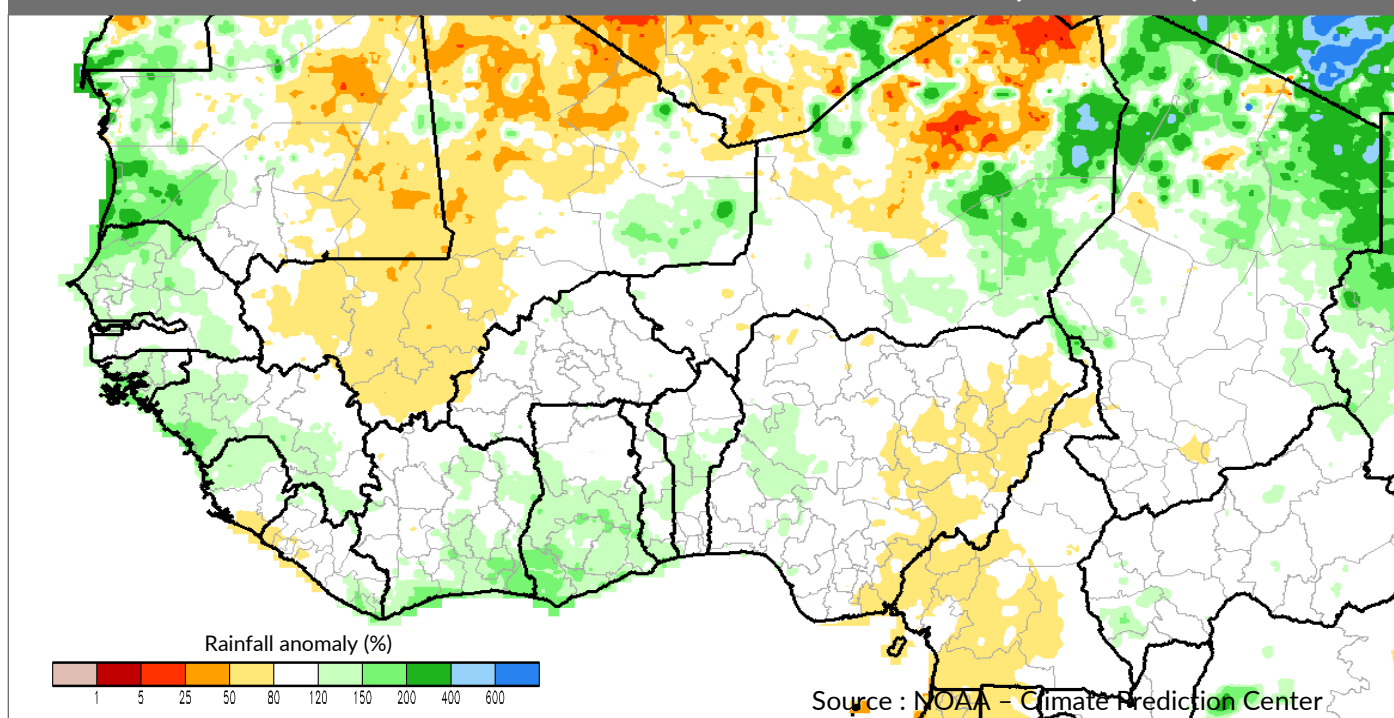 Rainfall anomaly (%)
1 5 25 50 80 120 150 200 400 600
Source : NOAA – Climate Prediction Center